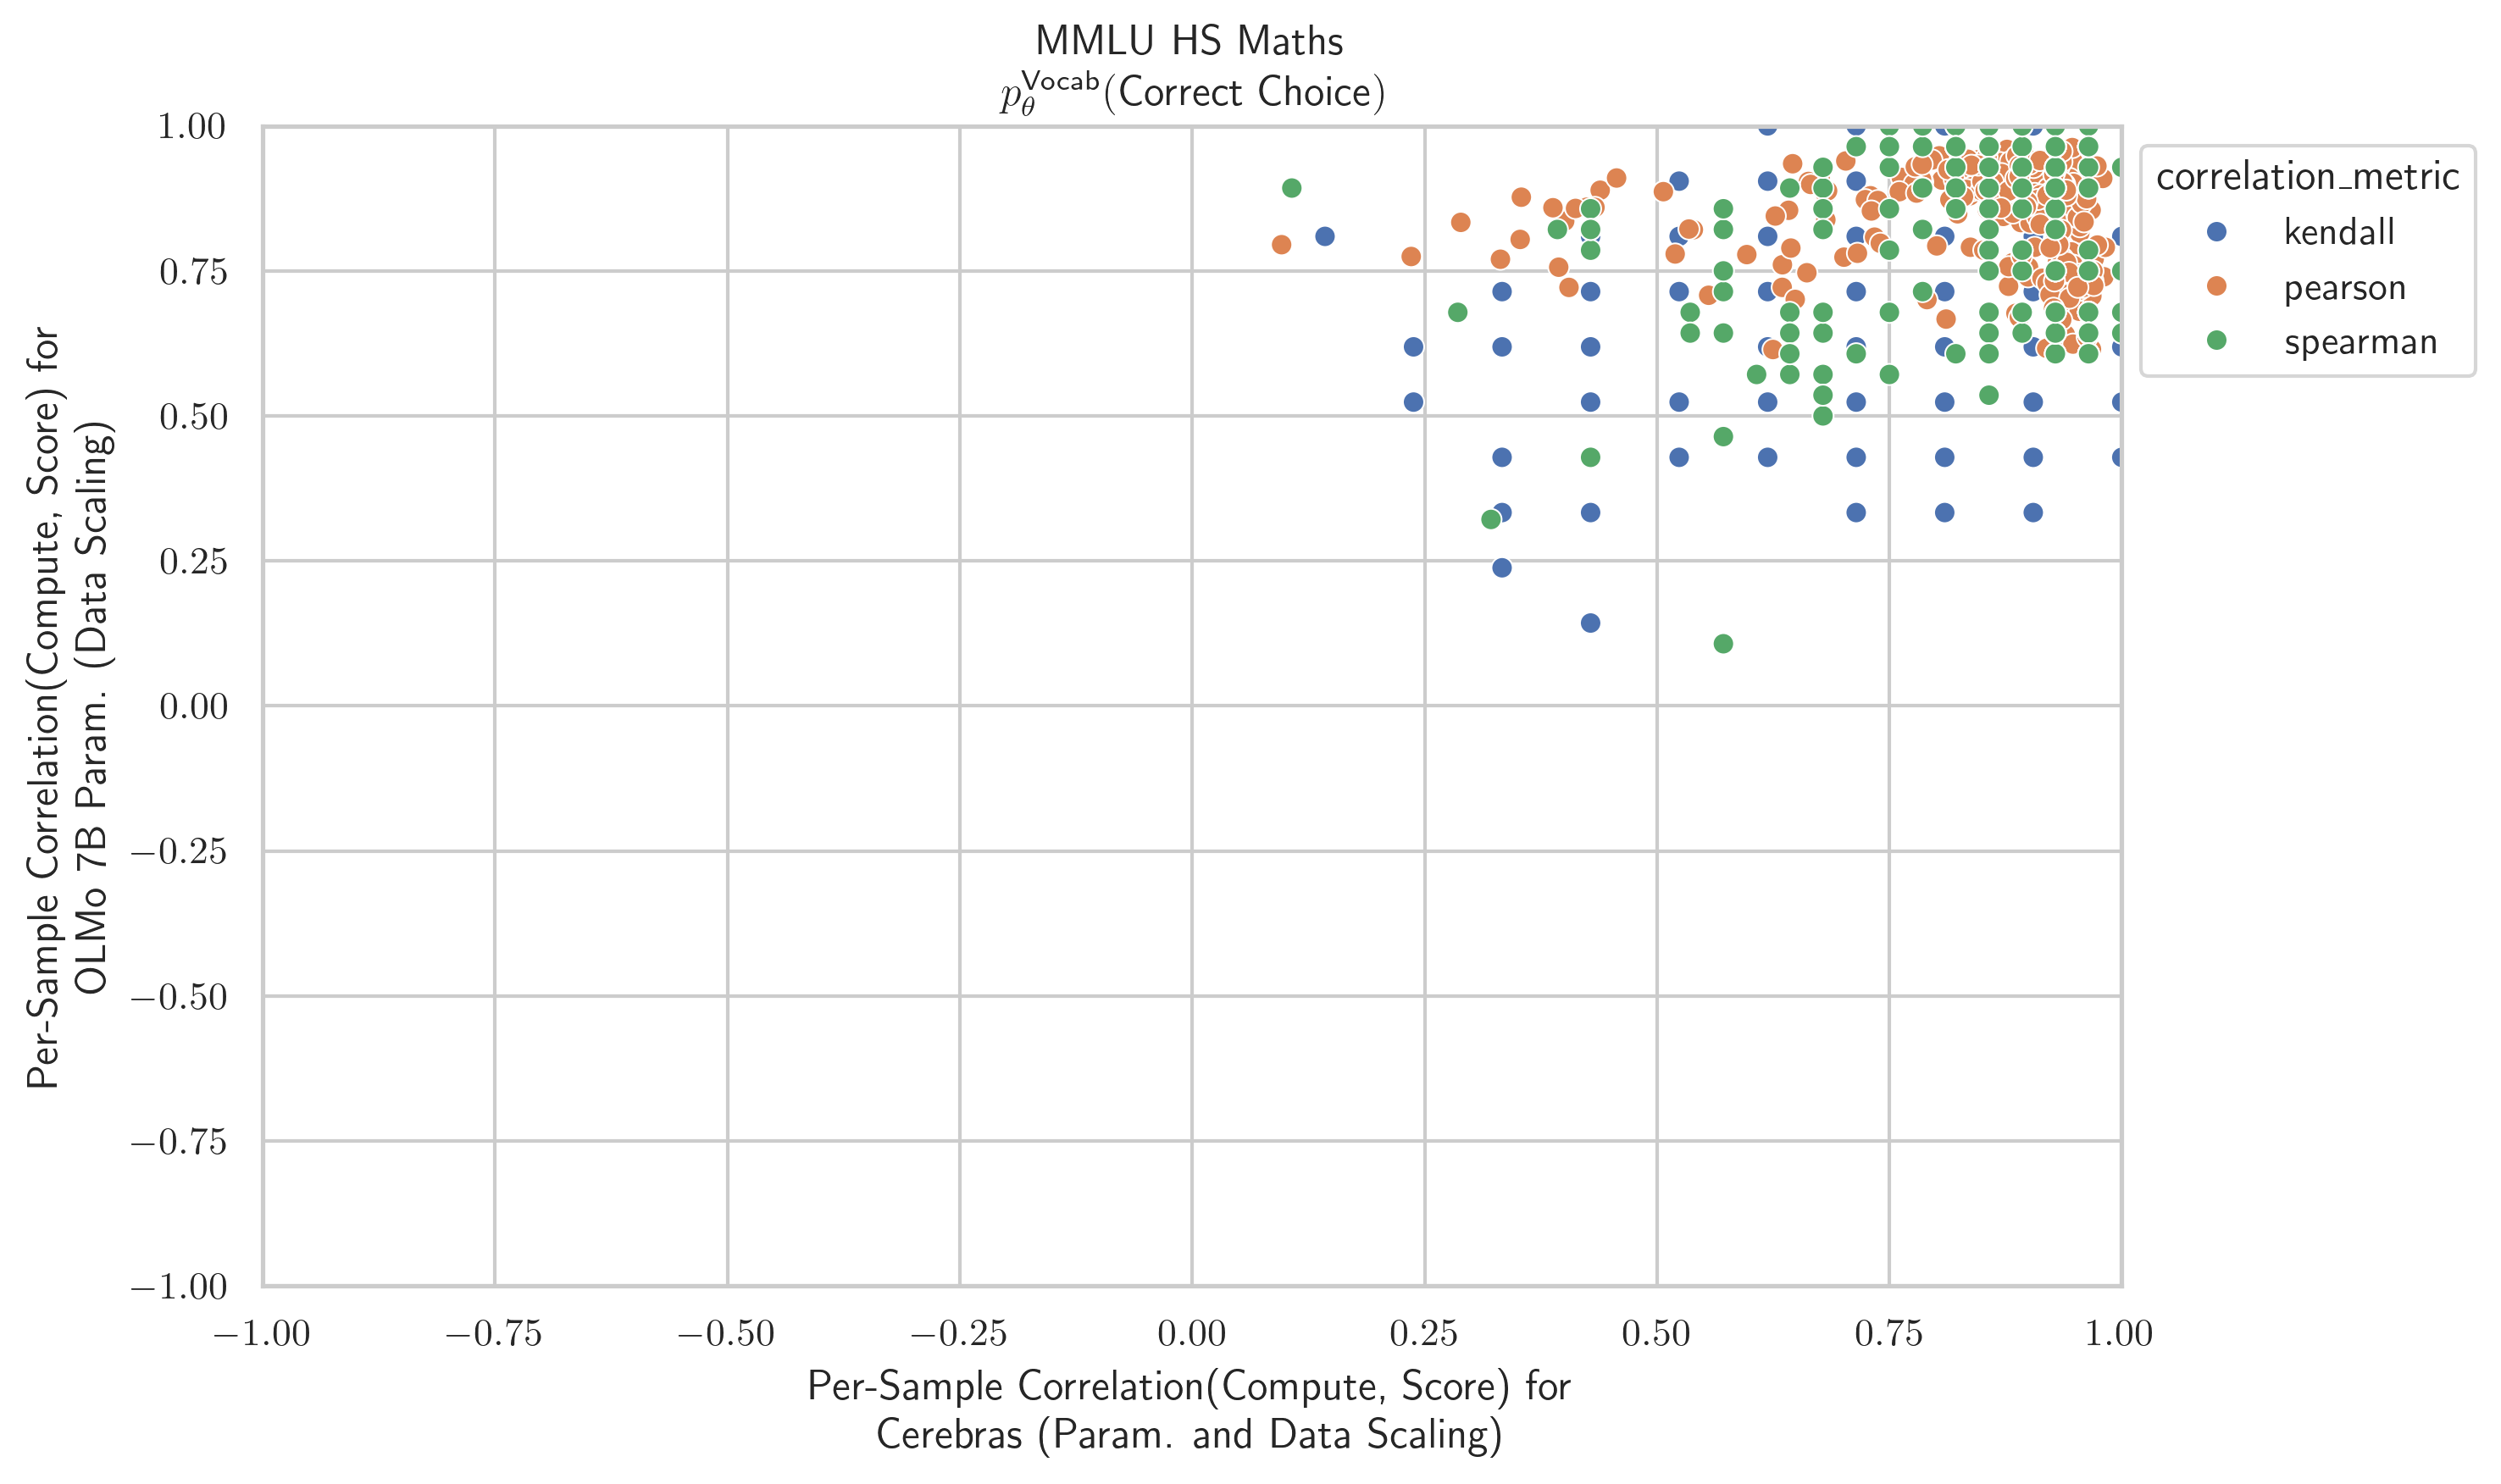 MMLU HS Maths
p_θ^Vocab(Correct Choice)
1.00
0.75
0.50
0.25
0.00
−0.25
−0.50
−0.75
−1.00
Per-Sample Correlation(Compute, Score) for
OLMo 7B Param. (Data Scaling)
correlation_metric
kendall
pearson
spearman
−1.00 −0.75 −0.50 −0.25 0.00 0.25 0.50 0.75 1.00
Per-Sample Correlation(Compute, Score) for
Cerebras (Param. and Data Scaling)